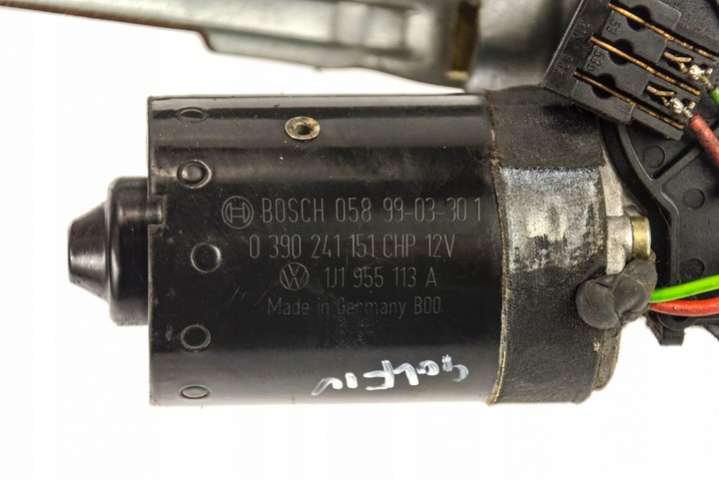 BOSCH 058 99-03-30 1
0 390 241 151 CHP 12V
1J1 955 113 A
Made in Germany B00
GOLF IV